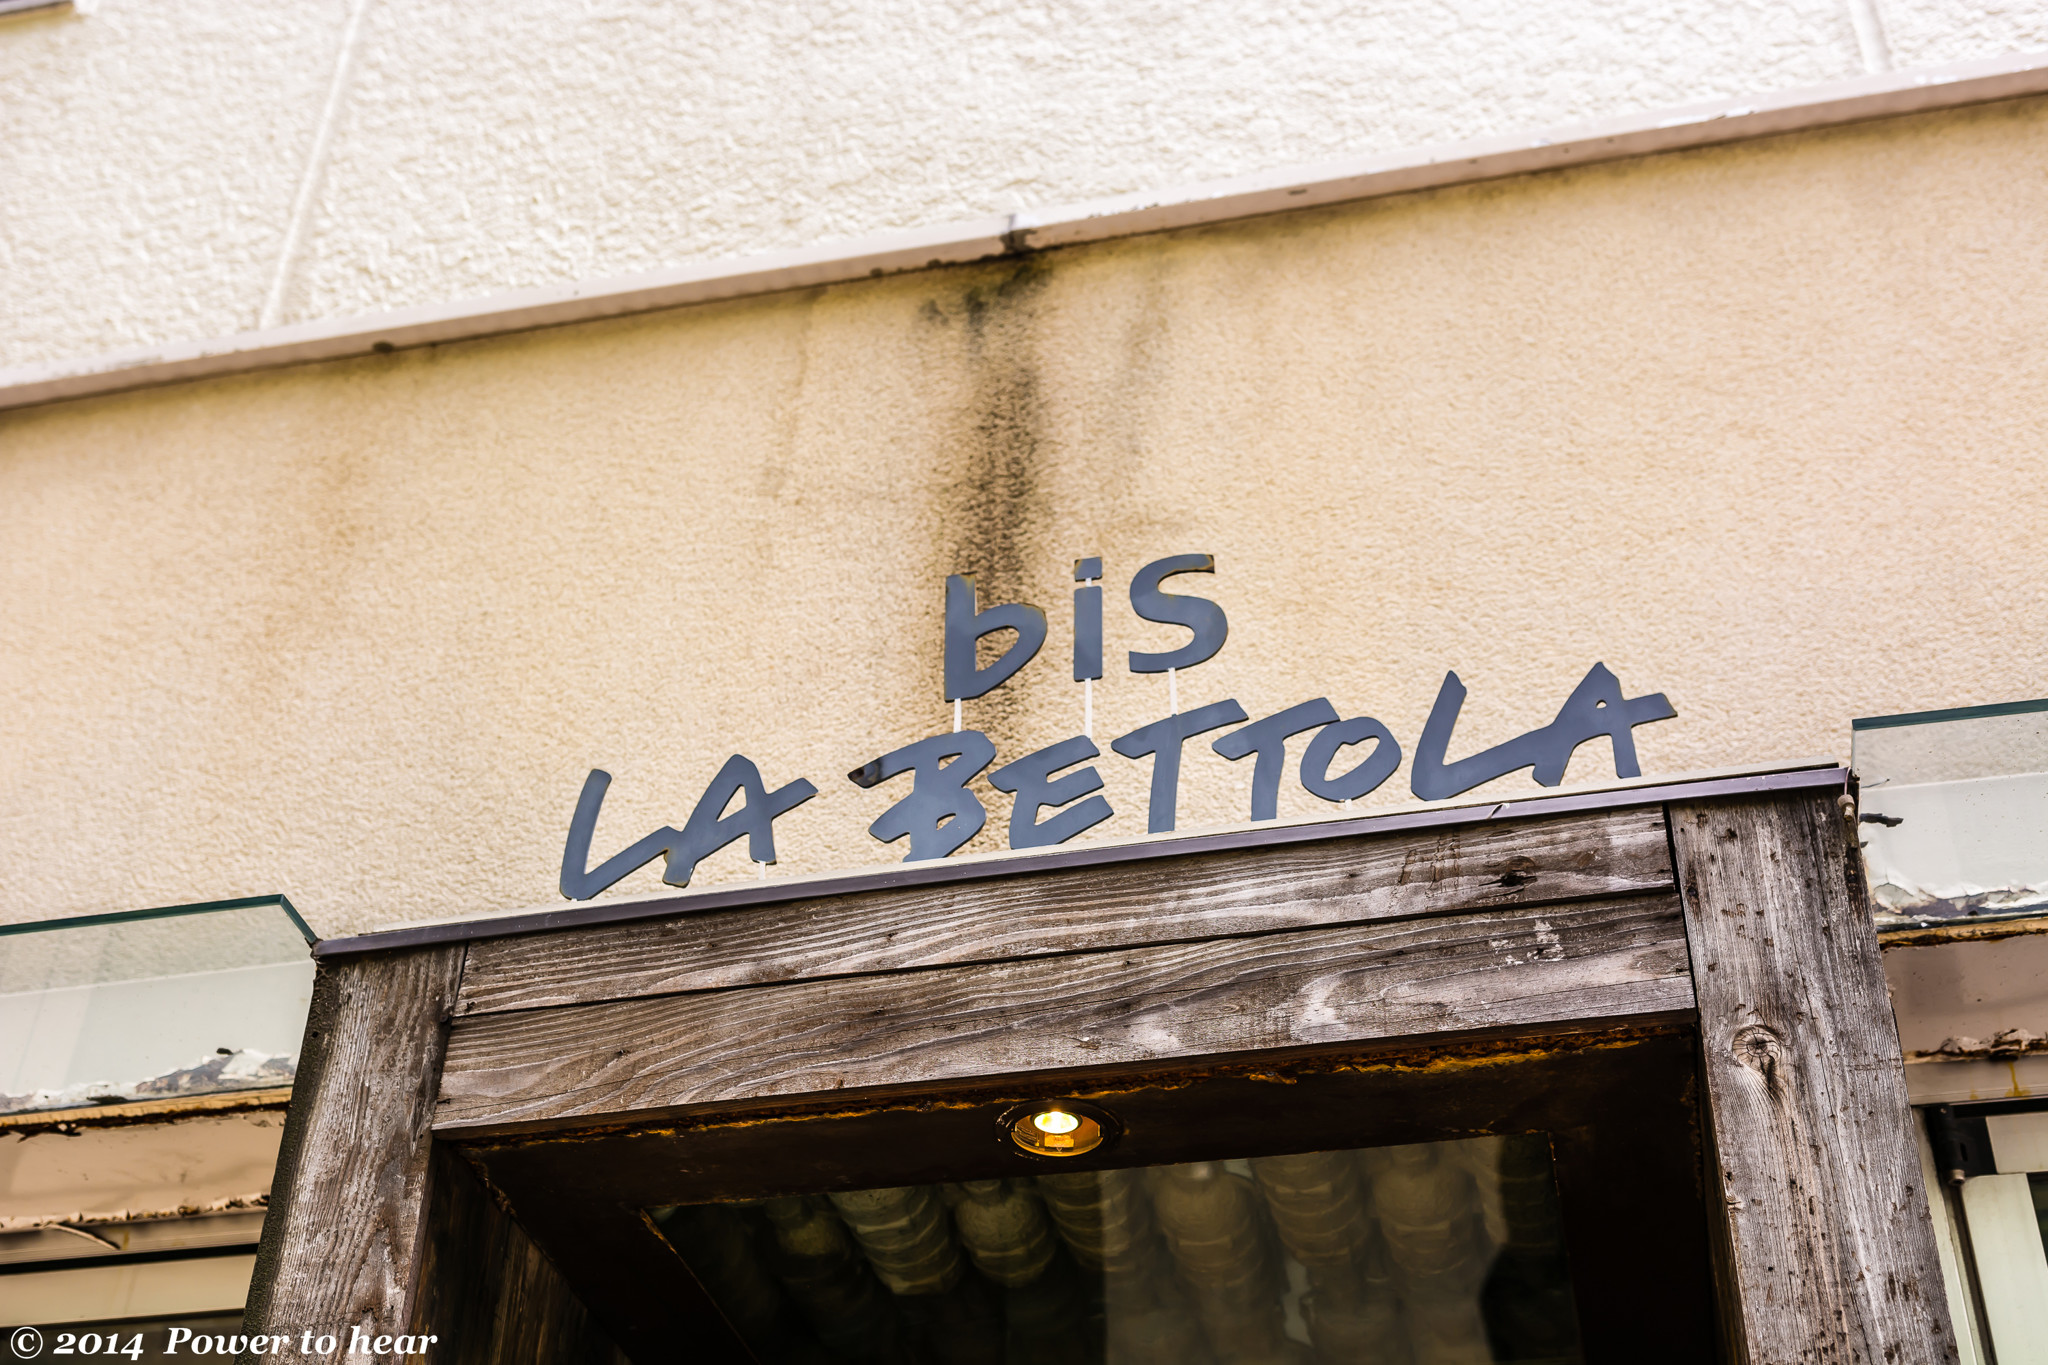 bis
LA BETTOLA
© 2014 Power to hear